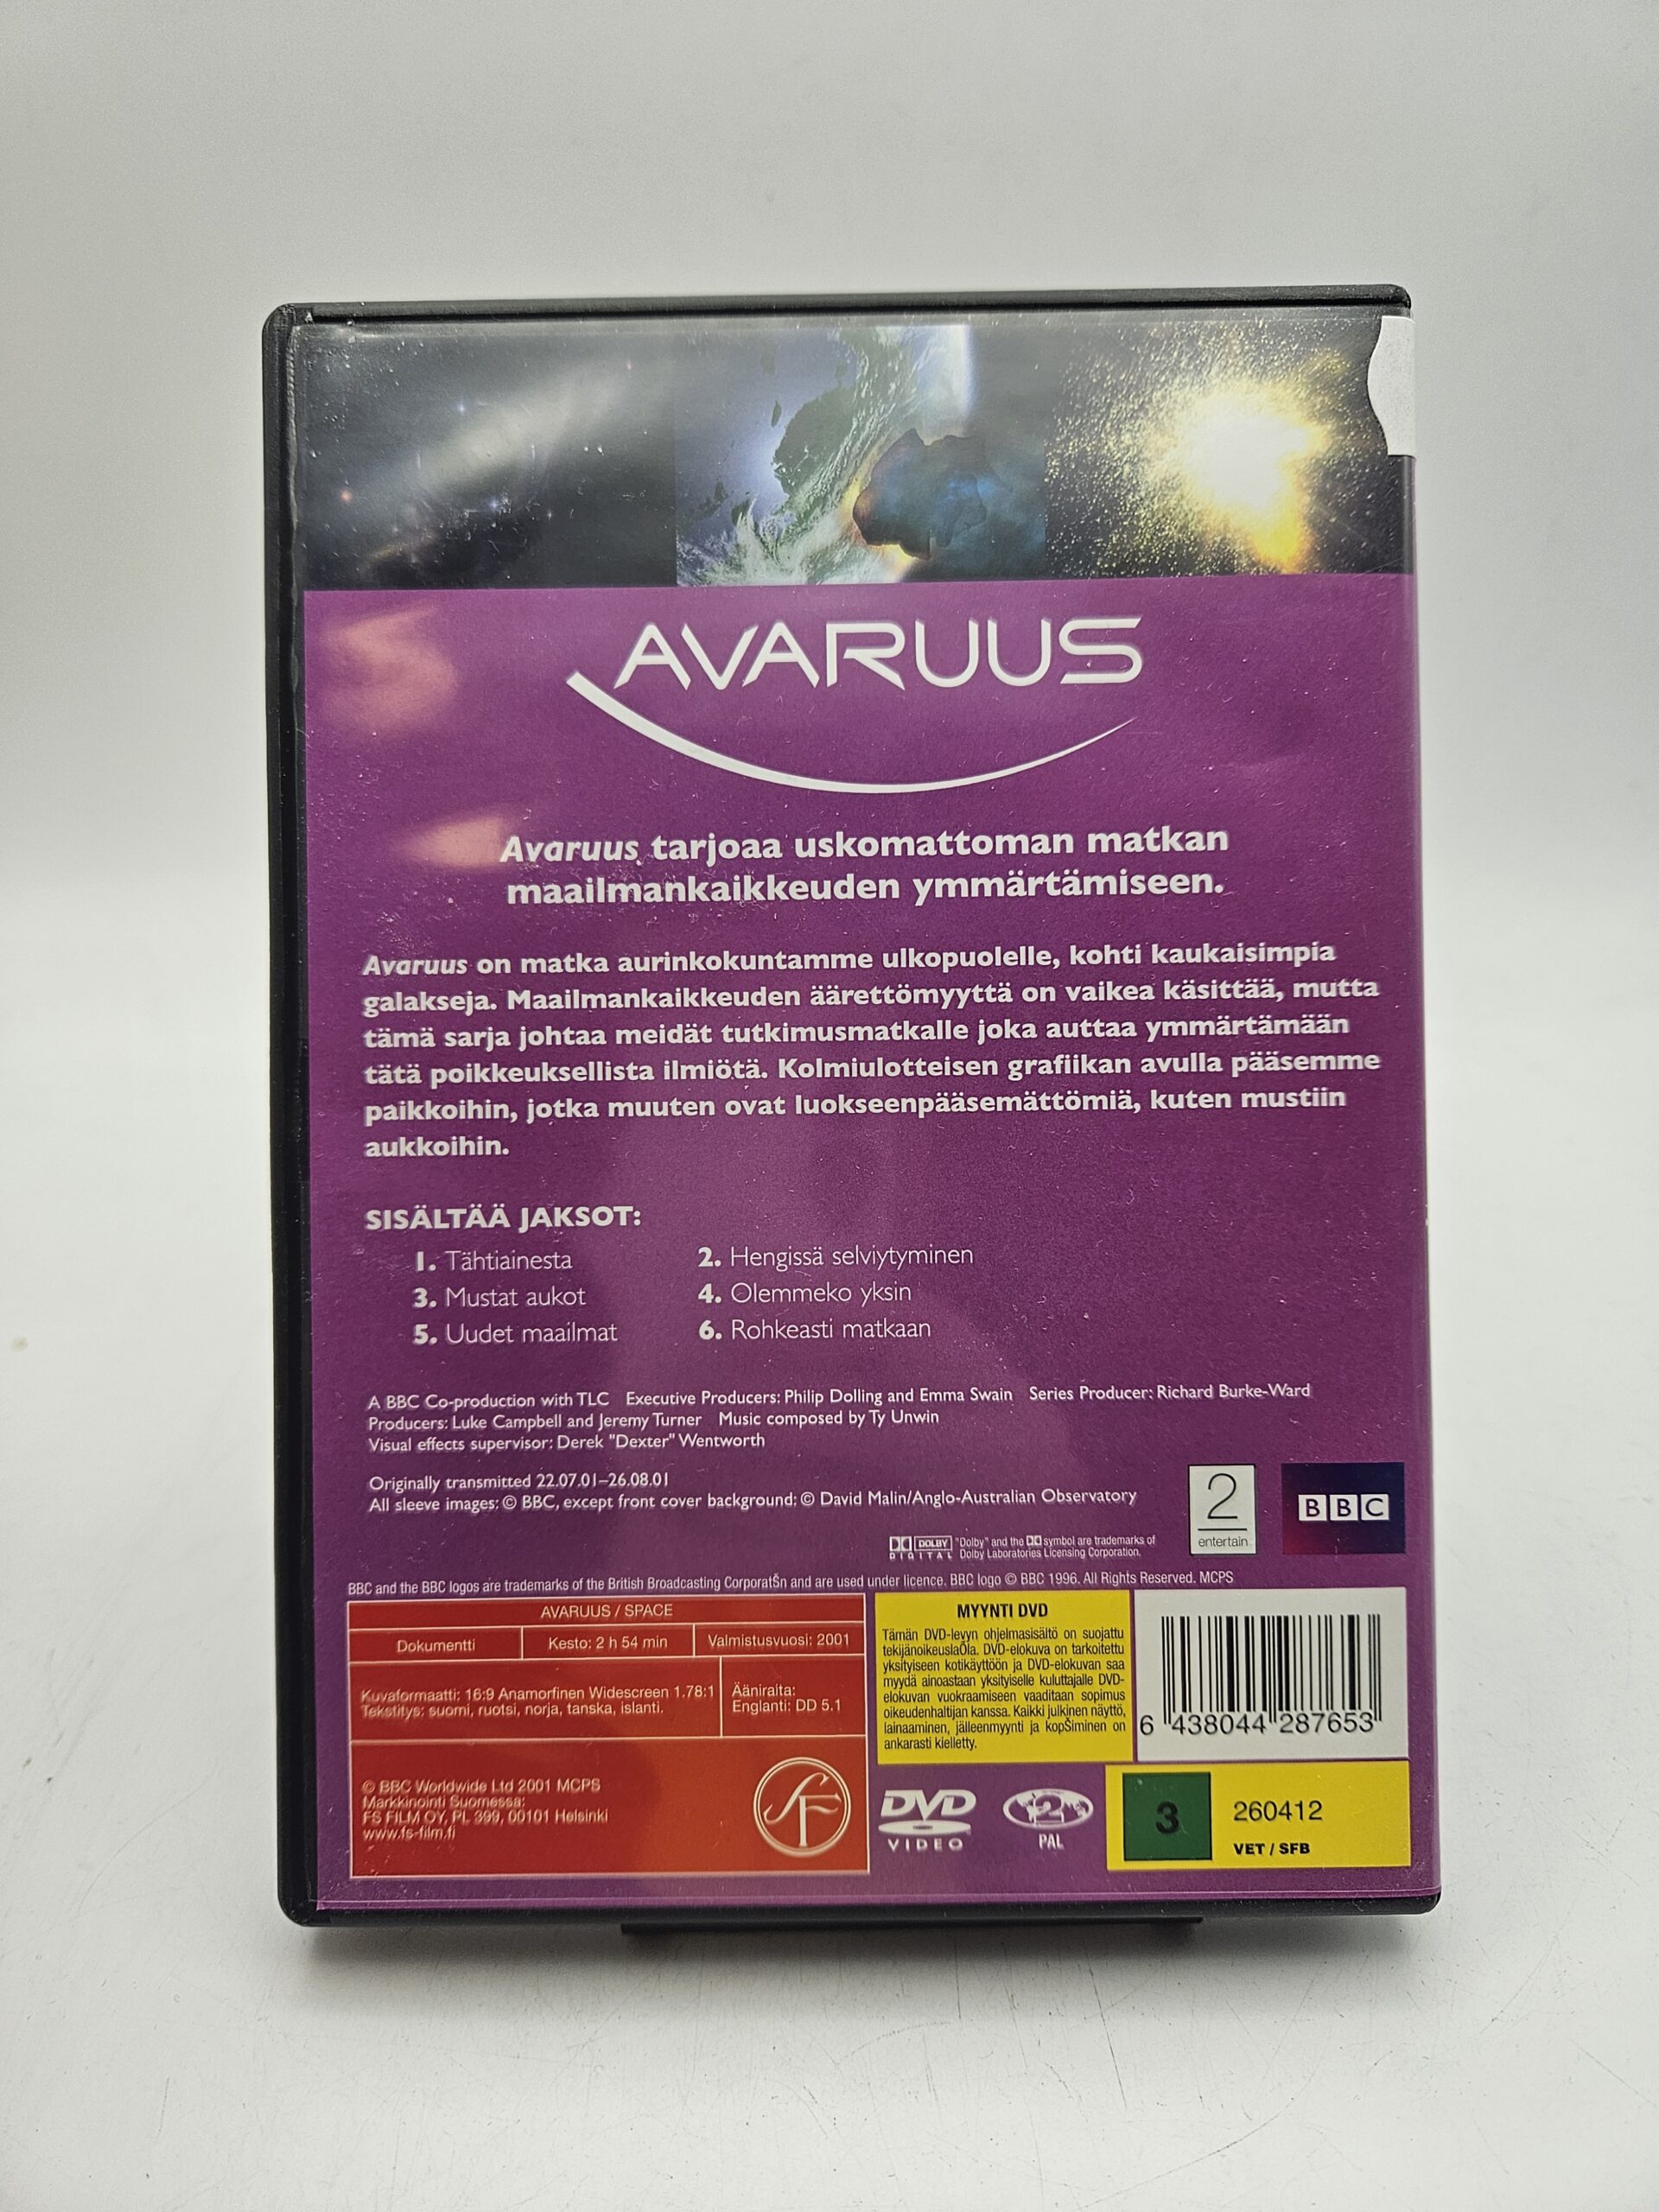 AVARUUS
Avaruus tarjoaa uskomattoman matkan
maailmankaikkeuden ymmärtämiseen.
Avaruus on matka aurinkokuntamme ulkopuolelle, kohti kaukaisimpia
galakseja. Maailmankaikkeuden äärettömyyttä on vaikea käsittää, mutta
tämä sarja johtaa meidät tutkimusmatkalle joka auttaa ymmärtämään
tätä poikkeuksellista ilmiötä. Kolmiulotteisen grafiikan avulla pääsemme
paikkoihin, jotka muuten ovat luokseenpääsemättömiä, kuten mustiin
aukkoihin.
SISÄLTÄÄ JAKSOT:
1. Tähtiainesta 2. Hengissä selviytyminen
3. Mustat aukot 4. Olemmeko yksin
5. Uudet maailmat 6. Rohkeasti matkaan
A BBC Co-production with TLC Executive Producers: Philip Dolling and Emma Swain Series Producer: Richard Burke-Ward
Producers: Luke Campbell and Jeremy Turner Music composed by Ty Unwin
Visual effects supervisor: Derek "Dexter" Wentworth
Originally transmitted 22.07.01–26.08.01
All sleeve images: © BBC, except front cover background: © David Malin/Anglo-Australian Observatory
2 entertain
BBC
DOLBY DIGITAL
"Dolby" and the symbol are trademarks of
Dolby Laboratories Licensing Corporation.
BBC and the BBC logos are trademarks of the British Broadcasting CorporatŠn and are used under licence. BBC logo © BBC 1996. All Rights Reserved. MCPS
AVARUUS / SPACE
Dokumentti Kesto: 2 h 54 min Valmistusvuosi: 2001
Kuvaformaatti: 16:9 Anamorfinen Widescreen 1.78:1
Tekstitys: suomi, ruotsi, norja, tanska, islanti.
Ääniraita:
Englanti: DD 5.1
© BBC Worldwide Ltd 2001 MCPS
Markkinointi Suomessa:
FS FILM OY, PL 399, 00101 Helsinki
www.fs-film.fi
SF
MYYNTI DVD
Tämän DVD-levyn ohjelmasisältö on suojattu
tekijänoikeuslaÕla. DVD-elokuva on tarkoitettu
yksityiseen kotikäyttöön ja DVD-elokuvan saa
myydä ainoastaan yksityiselle kuluttajalle DVD-
elokuvan vuokraamiseen vaaditaan sopimus
oikeudenhaltijan kanssa. Kaikki julkinen näyttö,
lainaaminen, jälleenmyynti ja kopŠiminen on
ankarasti kielletty.
6 438044 287653
DVD
VIDEO
2
PAL
3
260412
VET / SFB